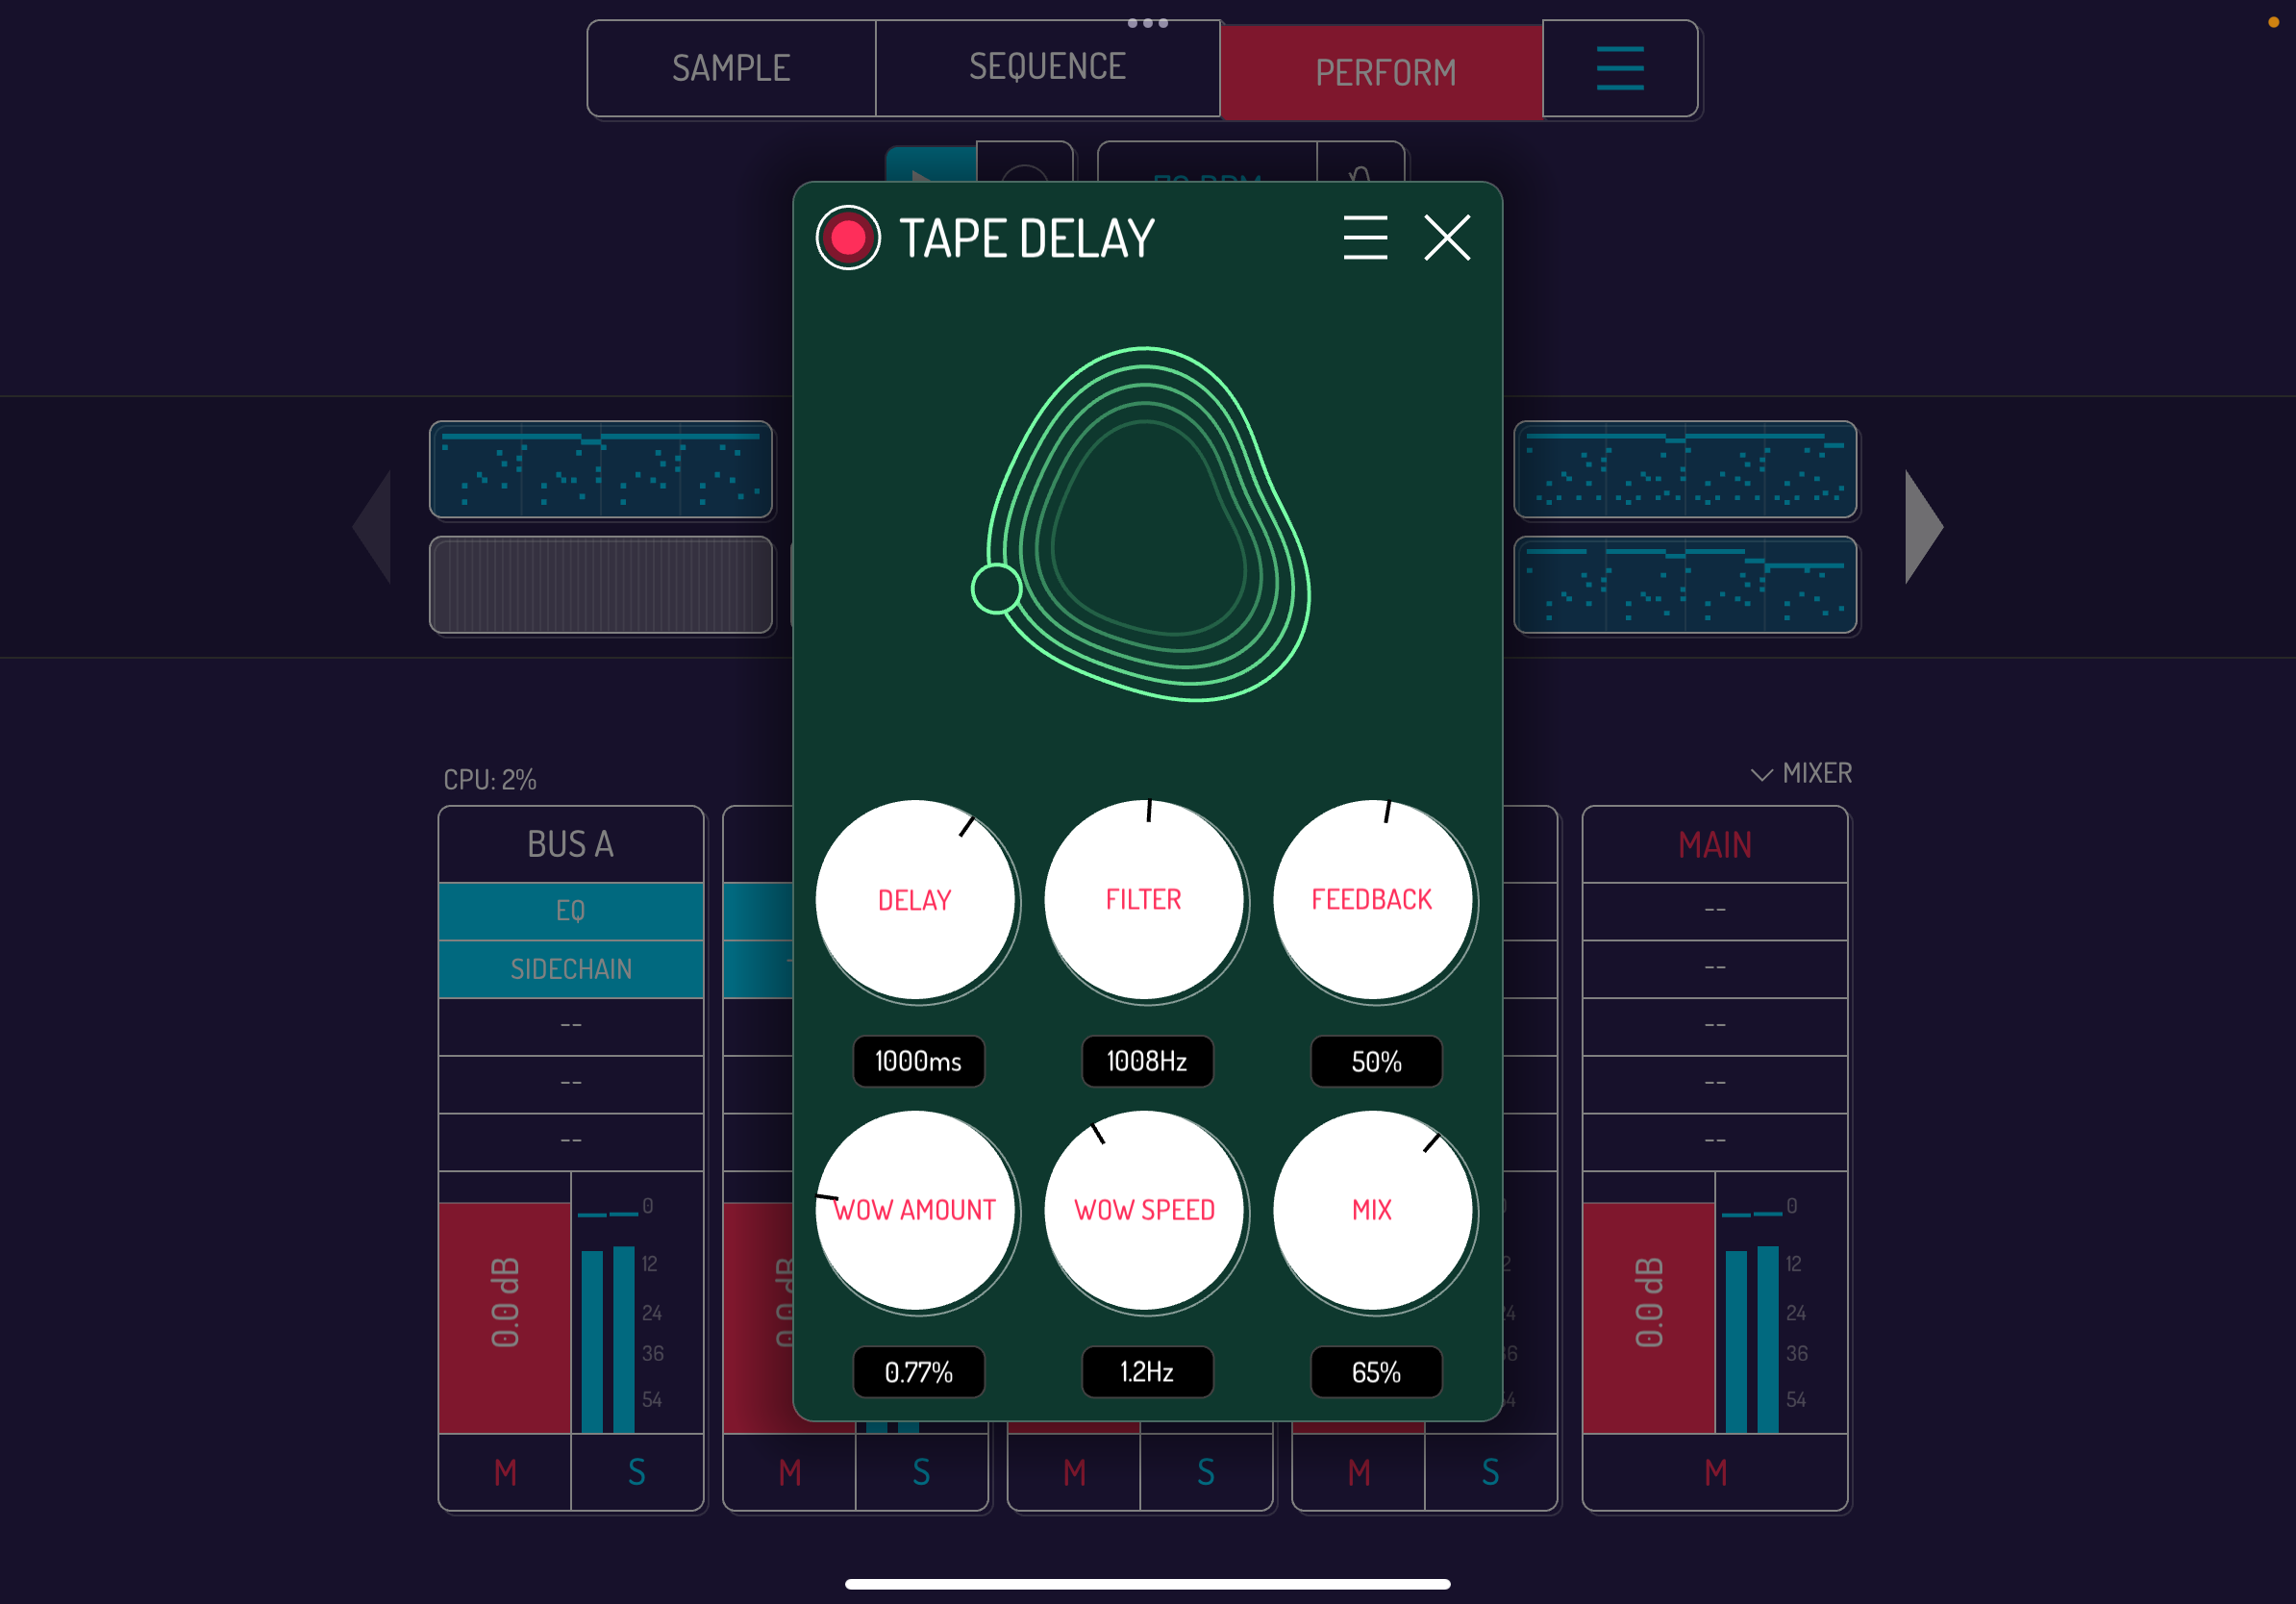 SAMPLE
SEQUENCE
PERFORM
TAPE DELAY
CPU: 2%
MIXER
BUS A
MAIN
EQ
--
SIDECHAIN
--
--
--
--
--
--
--
DELAY
FILTER
FEEDBACK
1000ms
1008Hz
50%
WOW AMOUNT
WOW SPEED
MIX
0.77%
1.2Hz
65%
0.0 dB
0
12
24
36
54
0.0 dB
0
12
24
36
54
M
S
M
S
M
S
M
S
M